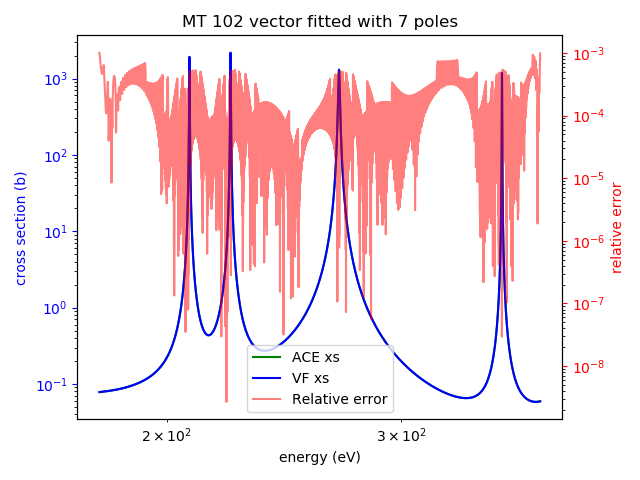 MT 102 vector fitted with 7 poles
cross section (b)
10³
10²
10¹
10⁰
10⁻¹
10⁻³
10⁻⁴
10⁻⁵
10⁻⁶
10⁻⁷
10⁻⁸
relative error
ACE xs
VF xs
Relative error
2 × 10²
3 × 10²
energy (eV)